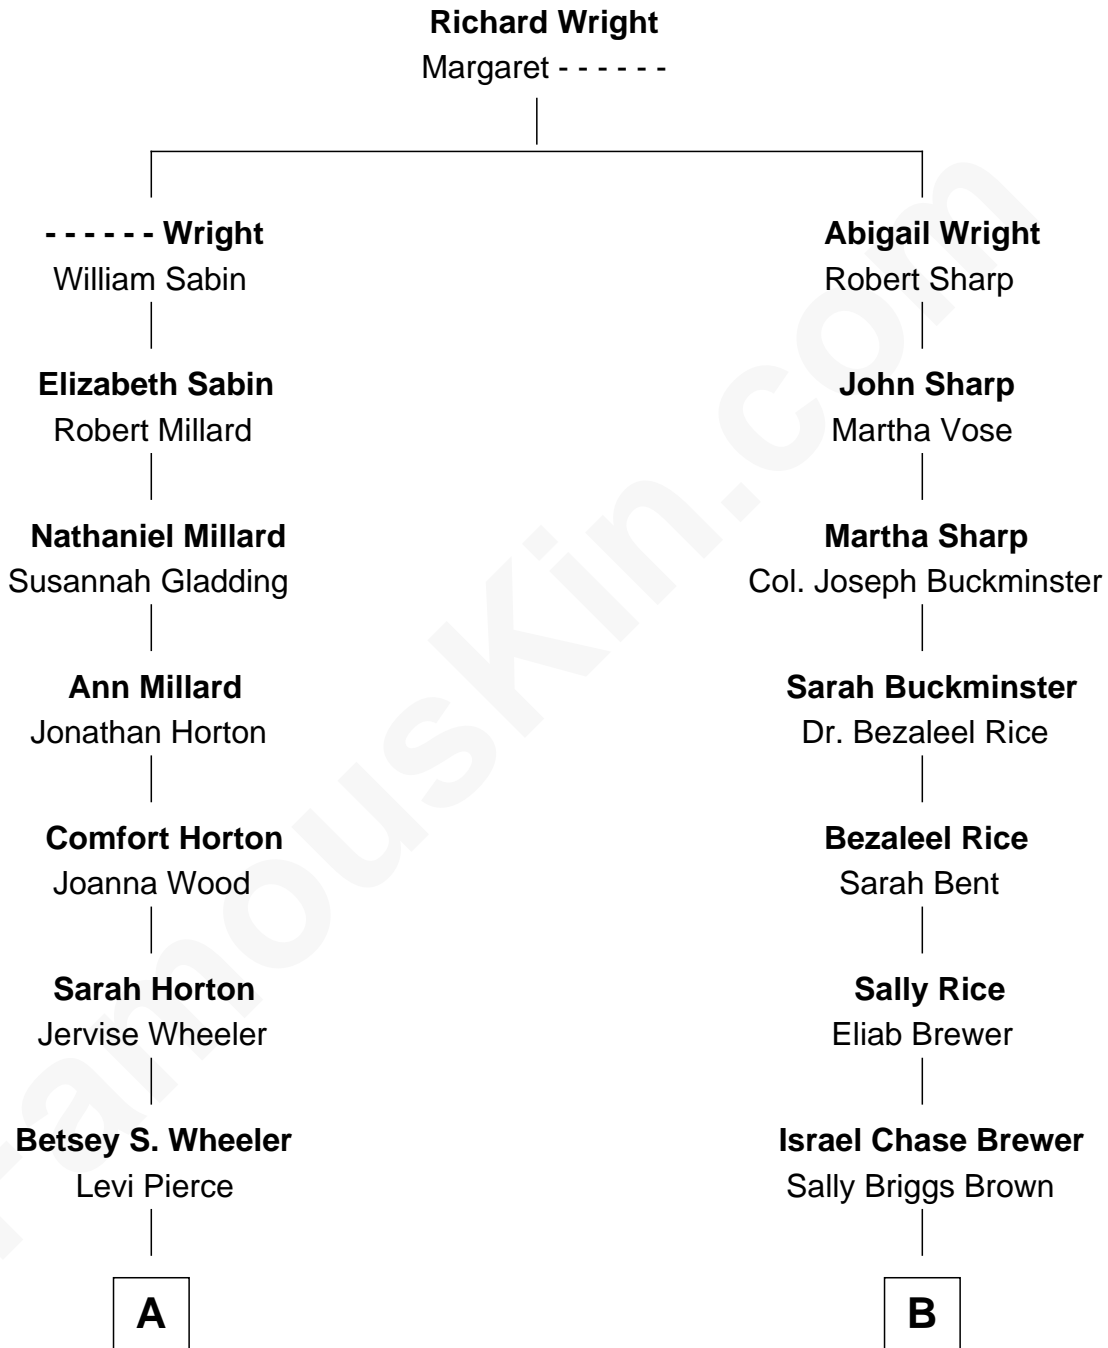 Richard Wright
Margaret - - - - - -
- - - - - - Wright
William Sabin
Abigail Wright
Robert Sharp
Elizabeth Sabin
Robert Millard
John Sharp
Martha Vose
Nathaniel Millard
Susannah Gladding
Martha Sharp
Col. Joseph Buckminster
Ann Millard
Jonathan Horton
Sarah Buckminster
Dr. Bezaleel Rice
Comfort Horton
Joanna Wood
Bezaleel Rice
Sarah Bent
Sarah Horton
Jervise Wheeler
Sally Rice
Eliab Brewer
Betsey S. Wheeler
Levi Pierce
Israel Chase Brewer
Sally Briggs Brown
A
B
FamousKin.com